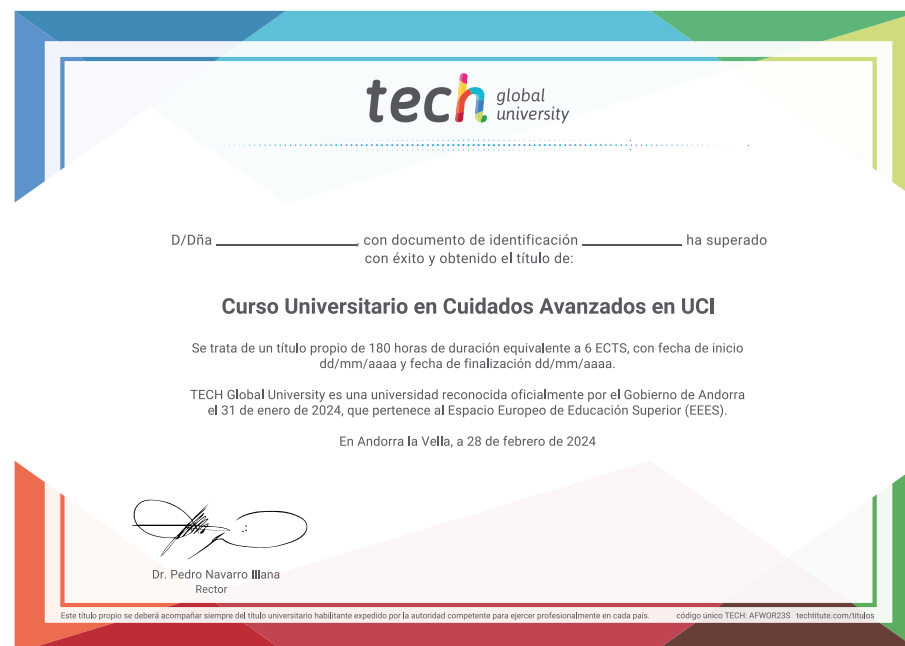 tech global university
D/Dña ____________________, con documento de identificación ______________ ha superado
con éxito y obtenido el título de:
Curso Universitario en Cuidados Avanzados en UCI
Se trata de un título propio de 180 horas de duración equivalente a 6 ECTS, con fecha de inicio
dd/mm/aaaa y fecha de finalización dd/mm/aaaa.
TECH Global University es una universidad reconocida oficialmente por el Gobierno de Andorra
el 31 de enero de 2024, que pertenece al Espacio Europeo de Educación Superior (EEES).
En Andorra la Vella, a 28 de febrero de 2024
Dr. Pedro Navarro Illana
Rector
Este título propio se deberá acompañar siempre del título universitario habilitante expedido por la autoridad competente para ejercer profesionalmente en cada país. código único TECH: AFWOR23S techtitute.com/titulos